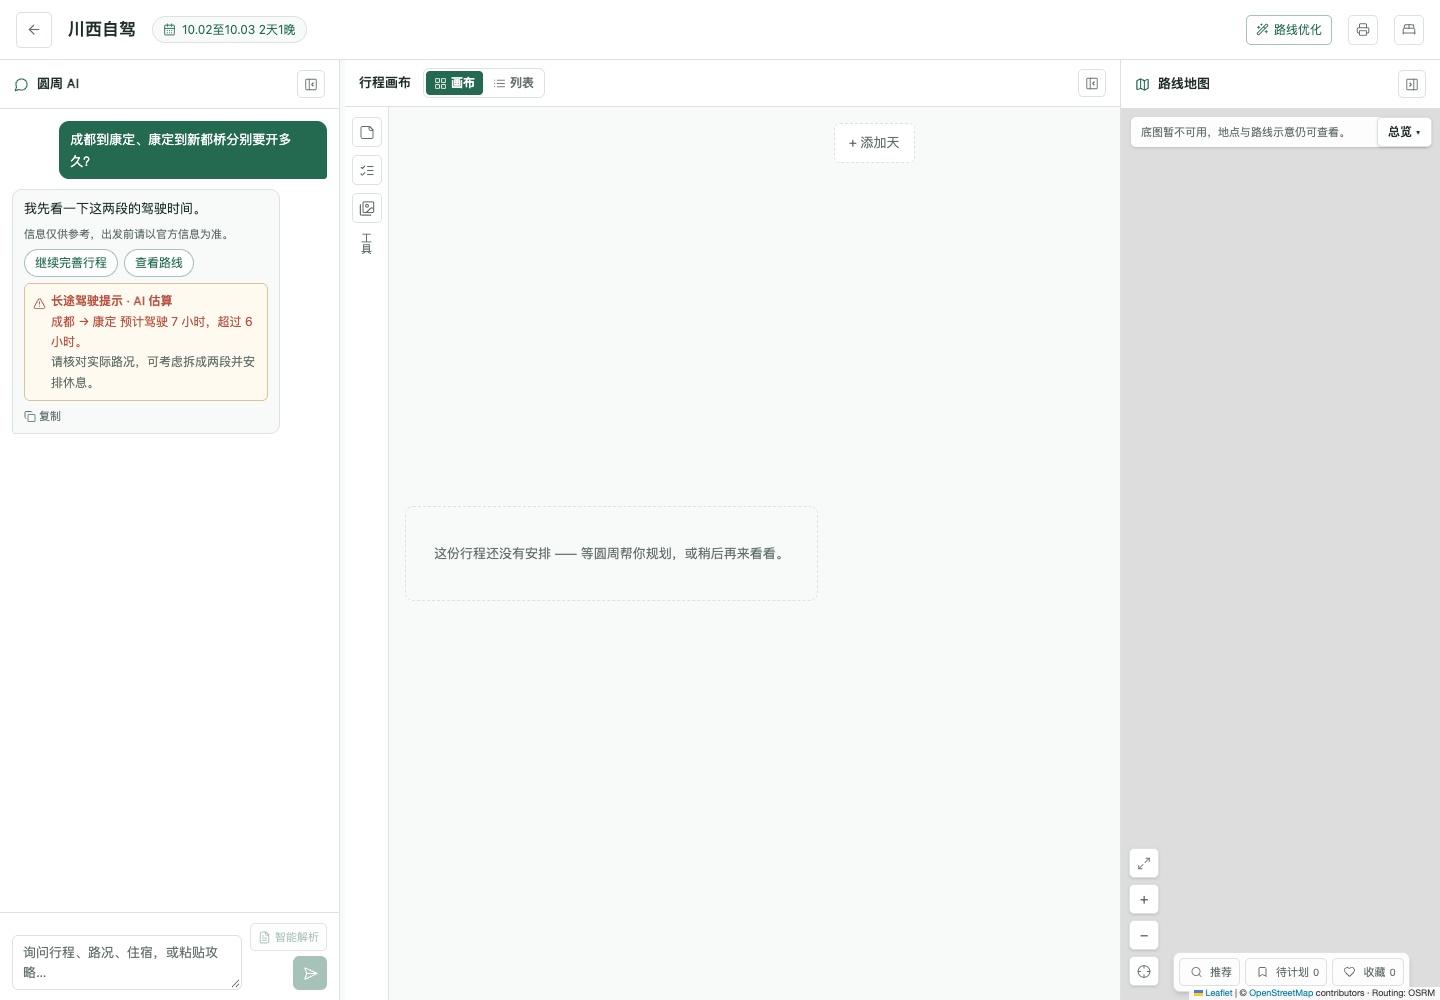 川西自驾
10.02至10.03 2天1晚
路线优化
圆周 AI
成都到康定、康定到新都桥分别要开多
久?
我先看一下这两段的驾驶时间。
信息仅供参考，出发前请以官方信息为准。
继续完善行程
查看路线
长途驾驶提示 · AI 估算
成都 → 康定 预计驾驶 7 小时，超过 6
小时。
请核对实际路况，可考虑拆成两段并安
排休息。
复制
智能解析
询问行程、路况、住宿，或粘贴攻
略...
行程画布
画布
列表
工具
+ 添加天
这份行程还没有安排 —— 等圆周帮你规划，或稍后再来看看。
路线地图
底图暂不可用，地点与路线示意仍可查看。
总览 ▾
+
−
推荐
待计划 0
收藏 0
Leaflet | © OpenStreetMap contributors · Routing: OSRM